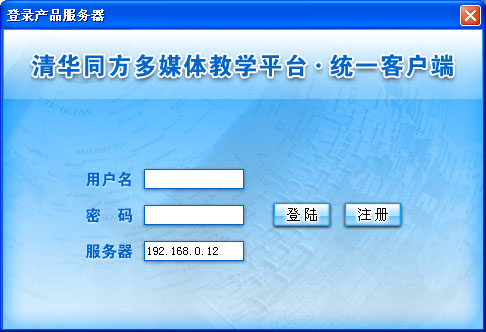 登录产品服务器
清华同方多媒体教学平台·统一客户端
用户名
密 码
登 陆 注 册
服务器 192.168.0.12